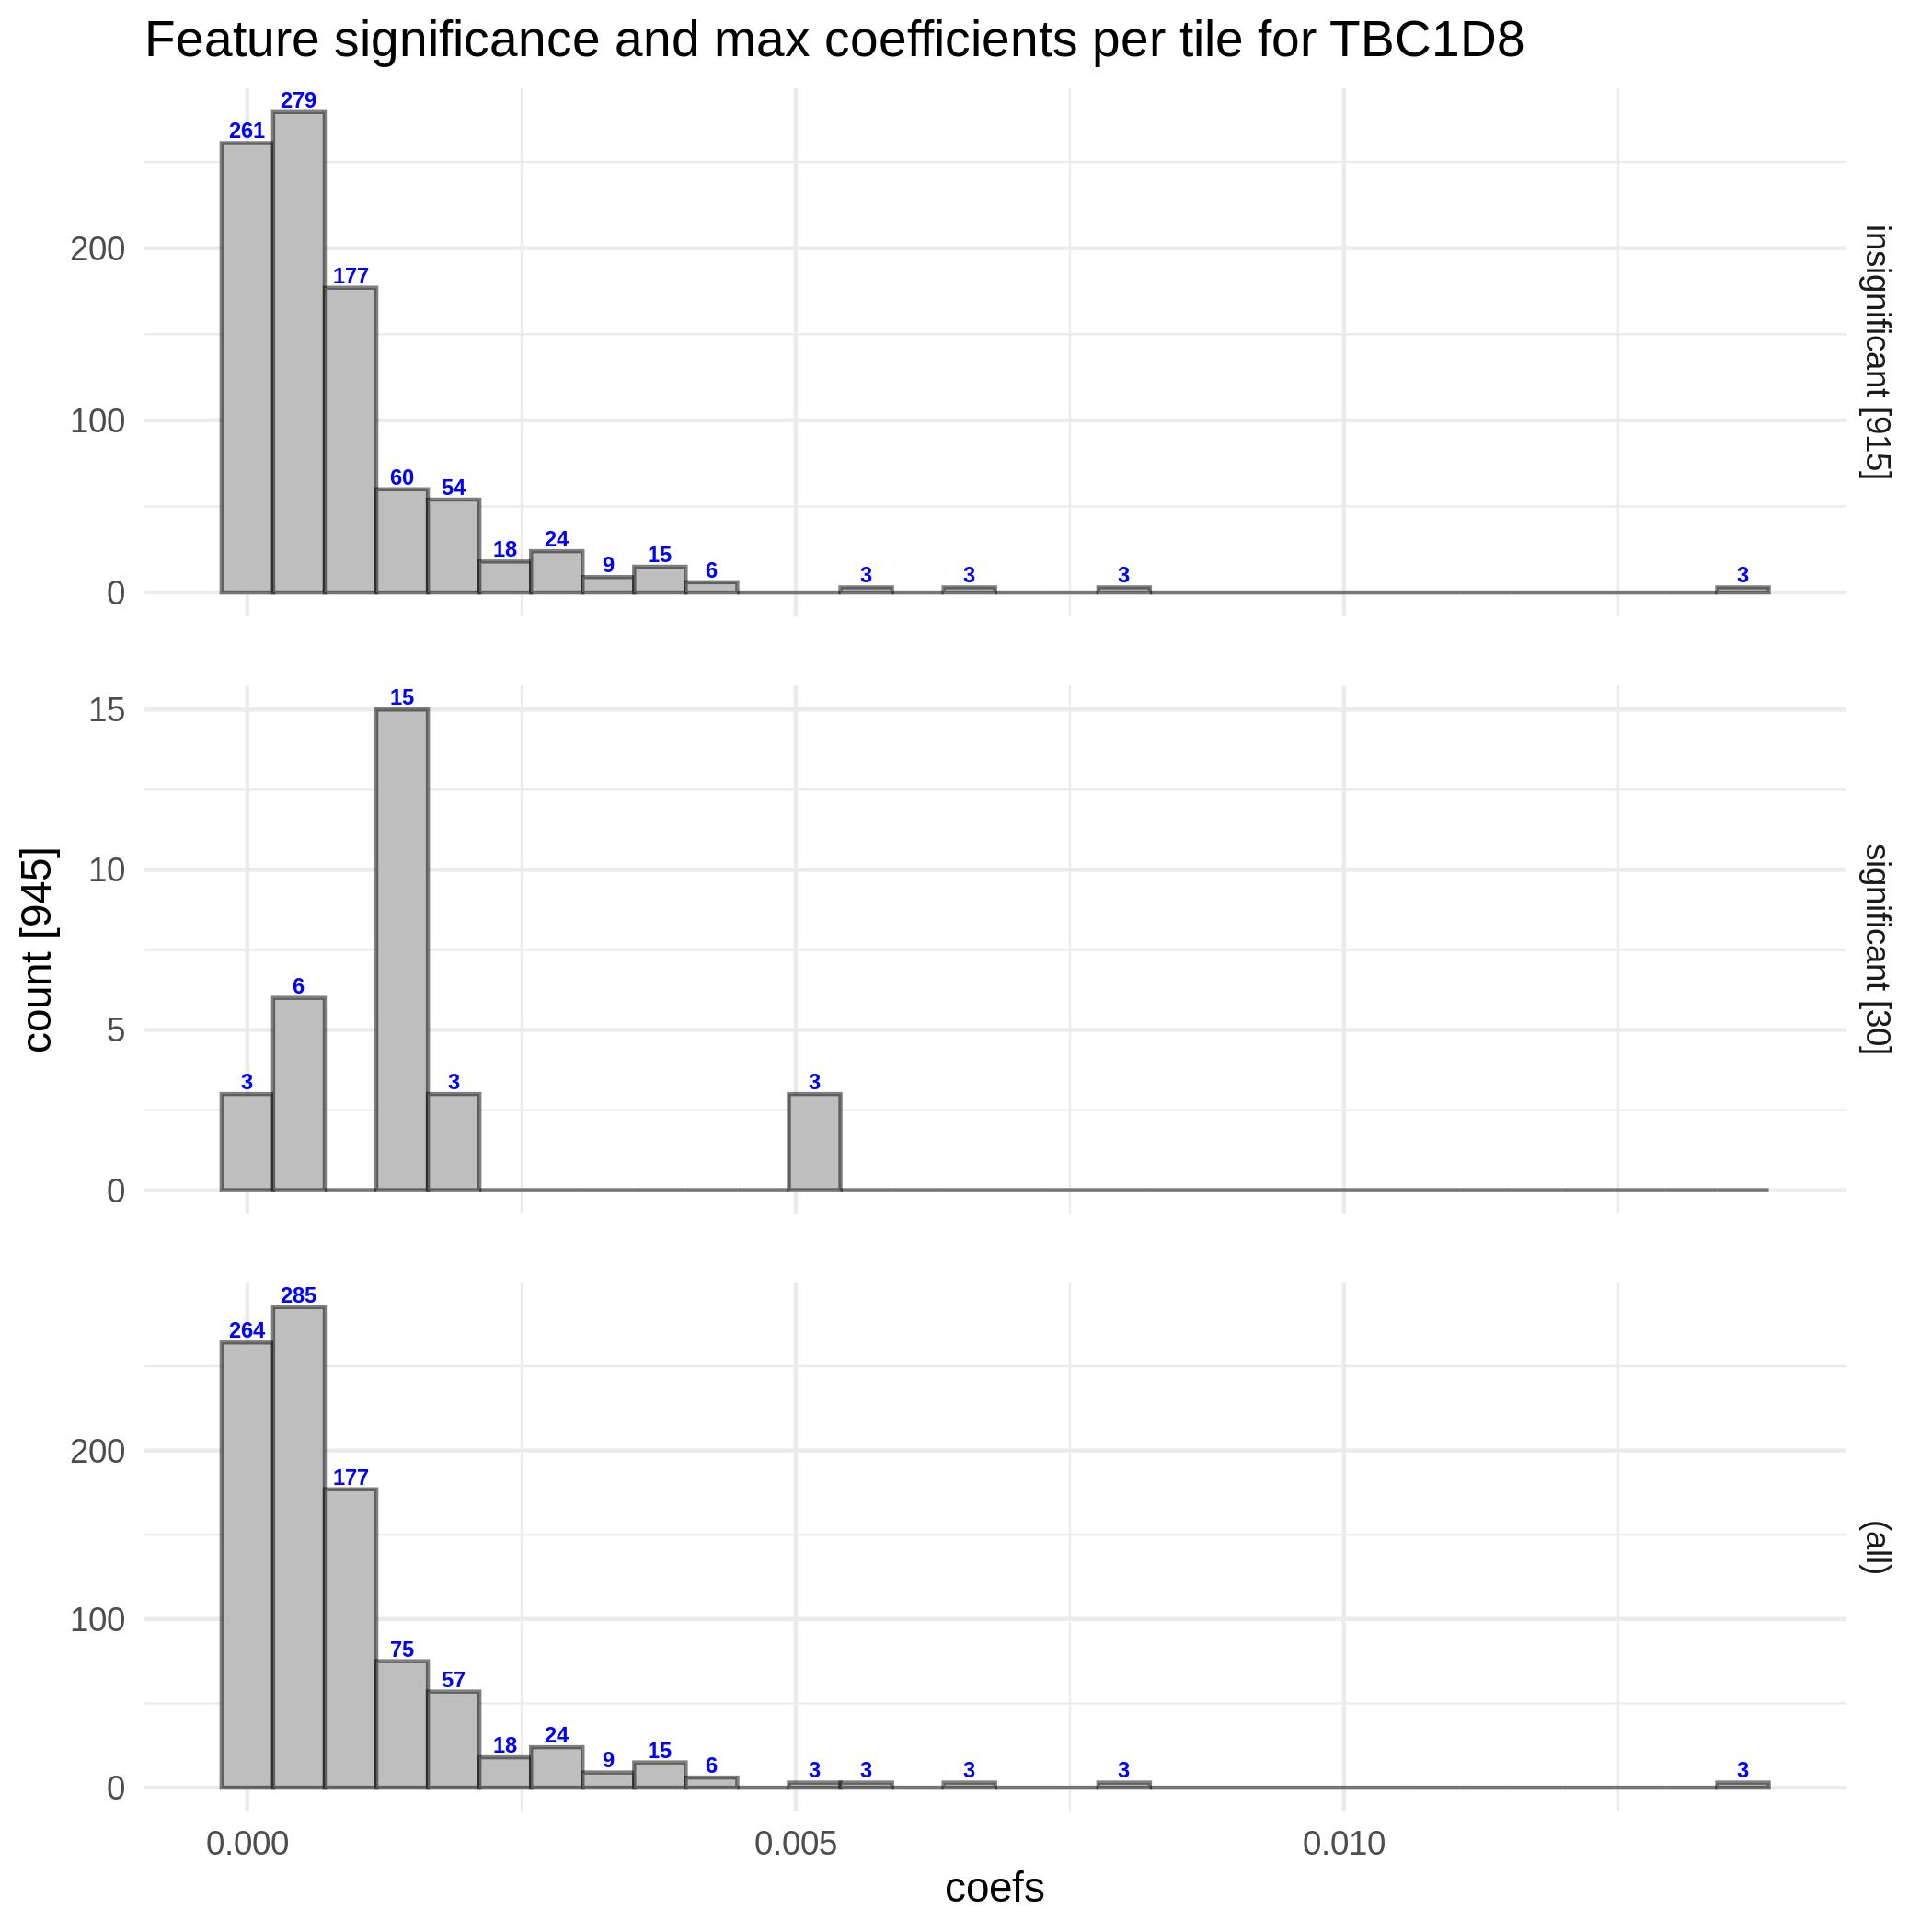 Feature significance and max coefficients per tile for TBC1D8
261 279 177 60 54 18 24 9 15 6 3 3 3 3
200
100
0
insignificant [915]
3 6 15 3 3
15
10
5
0
significant [30]
count [945]
264 285 177 75 57 18 24 9 15 6 3 3 3 3 3
200
100
0
(all)
0.000 0.005 0.010
coefs